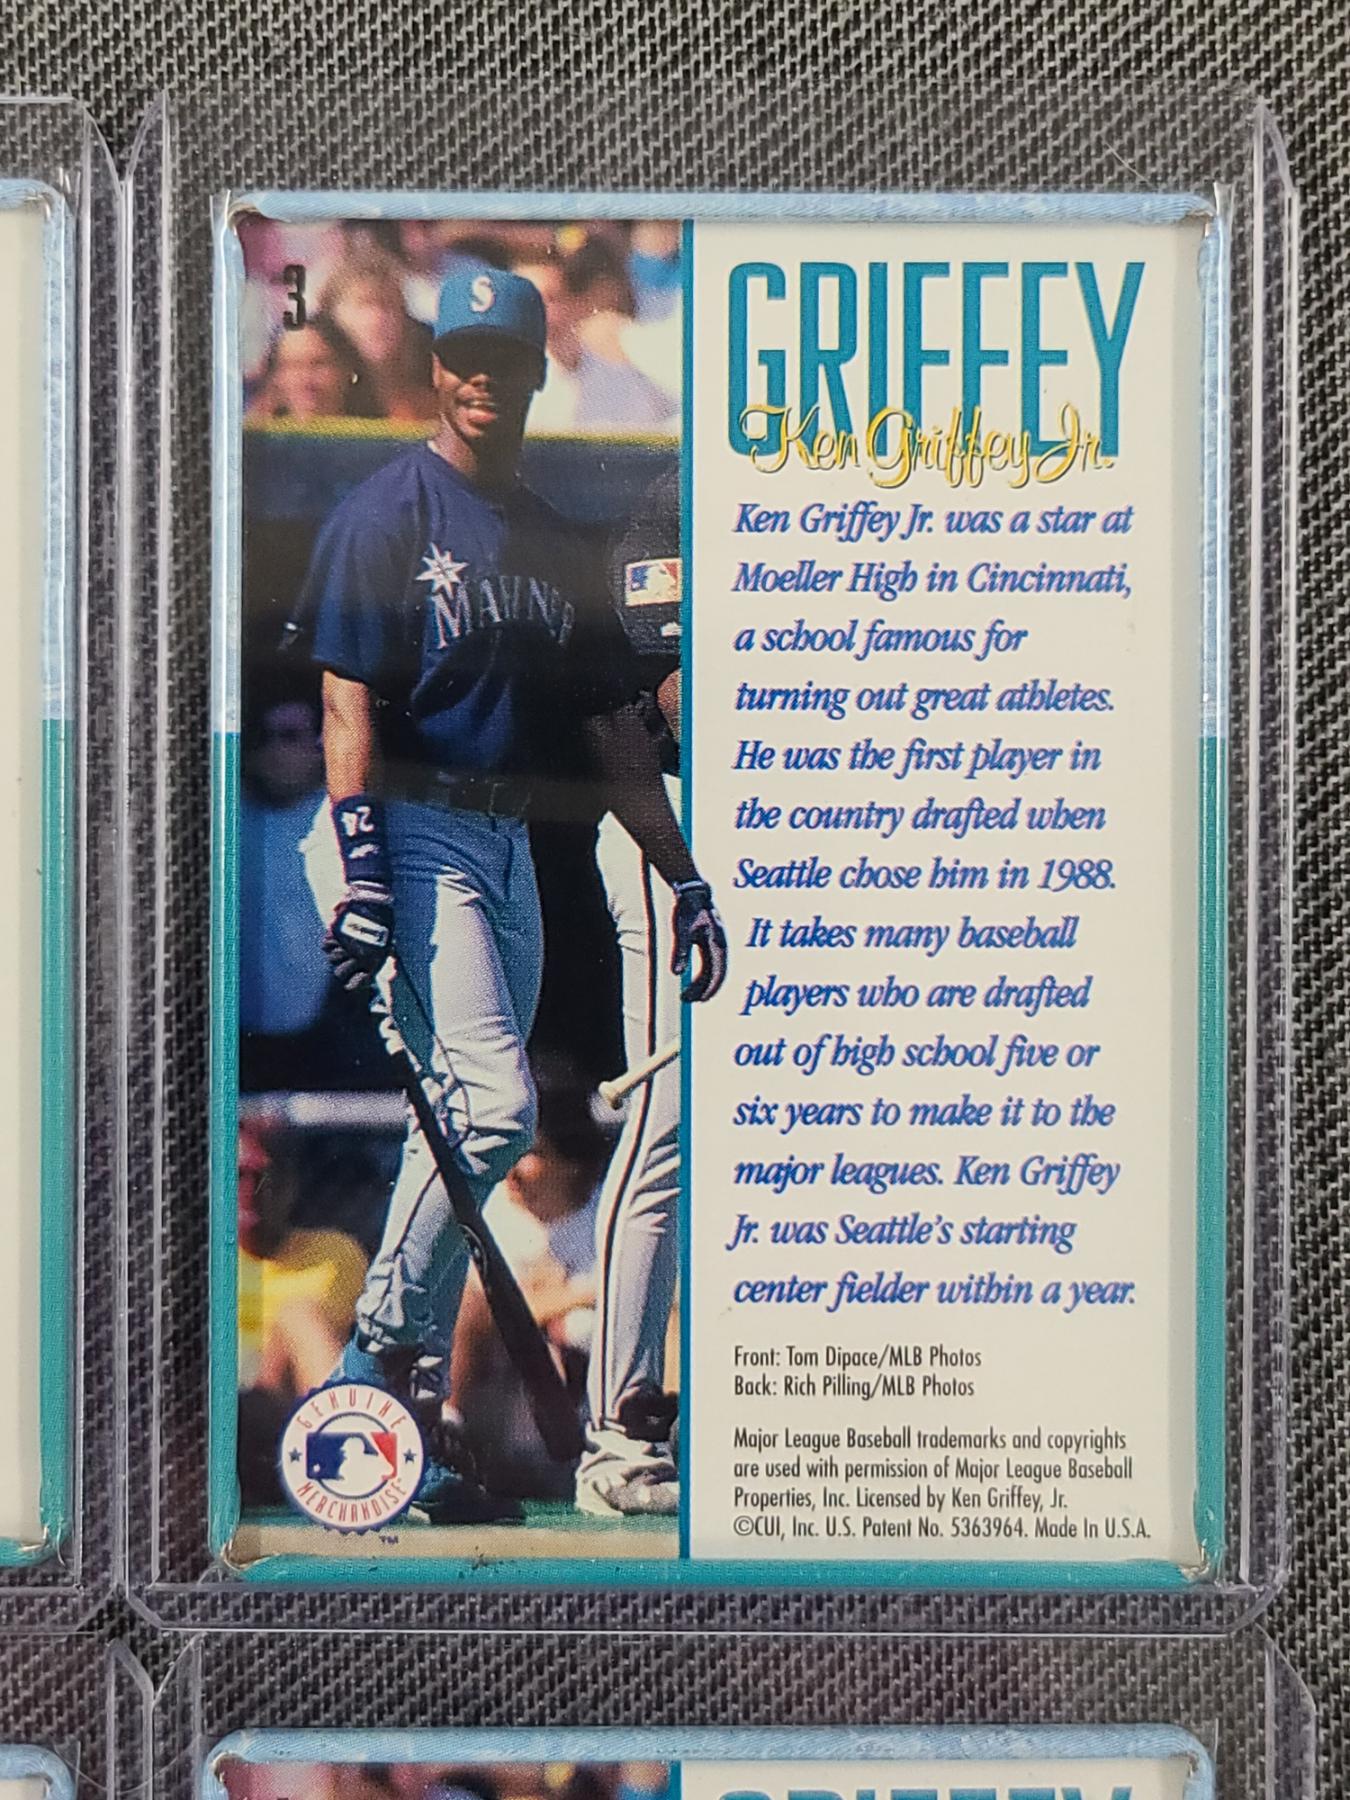 3
S
GRIFFEY
Ken Griffey Jr.
Ken Griffey Jr. was a star at
Moeller High in Cincinnati,
a school famous for
turning out great athletes.
He was the first player in
the country drafted when
Seattle chose him in 1988.
It takes many baseball
players who are drafted
out of high school five or
six years to make it to the
major leagues. Ken Griffey
Jr. was Seattle's starting
center fielder within a year.
24
Front: Tom Dipace/MLB Photos
Back: Rich Pilling/MLB Photos
Major League Baseball trademarks and copyrights
are used with permission of Major League Baseball
Properties, Inc. Licensed by Ken Griffey, Jr.
©CUI, Inc. U.S. Patent No. 5363964. Made In U.S.A.
GENUINE
MERCHANDISE
TM